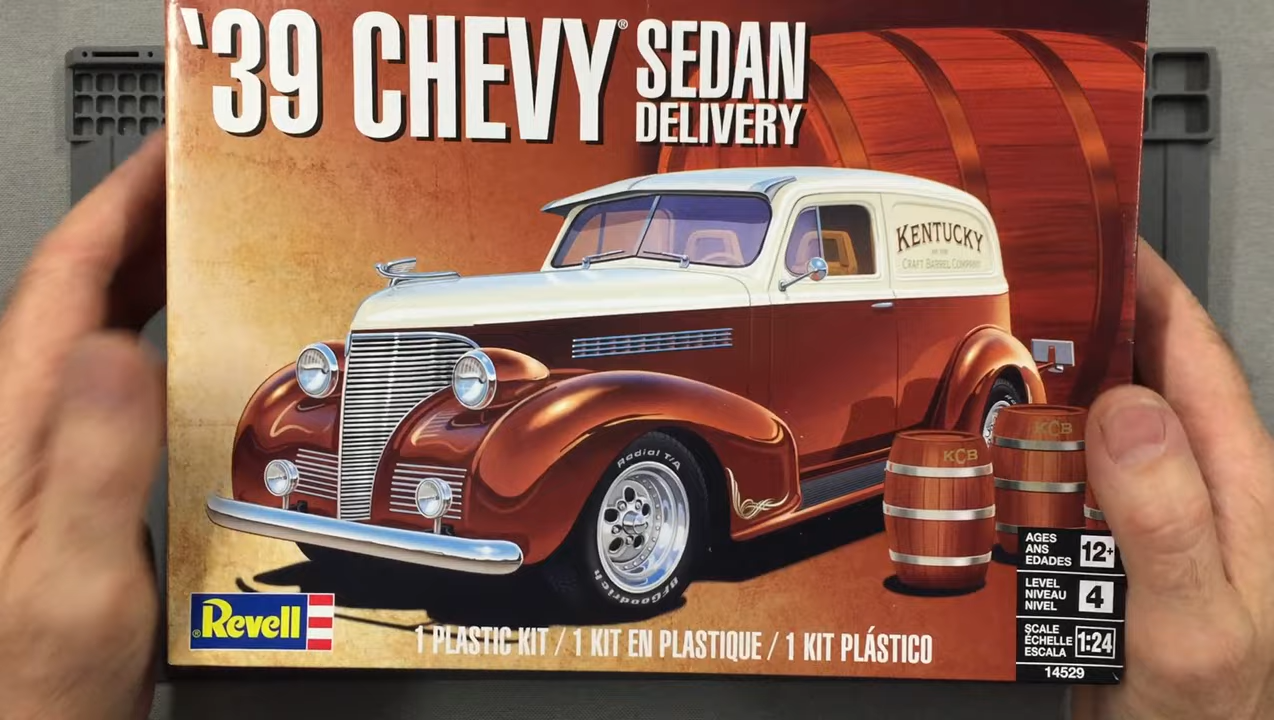 '39 CHEVY® SEDAN
DELIVERY
KENTUCKY
CRAFT BARREL COMPANY
Radial T/A
BFGoodrich
KCB
KCB
AGES
ANS
EDADES
12+
LEVEL
NIVEAU
NIVEL
4
SCALE
ÉCHELLE
ESCALA
1:24
14529
®Revell
1 PLASTIC KIT / 1 KIT EN PLASTIQUE / 1 KIT PLÁSTICO